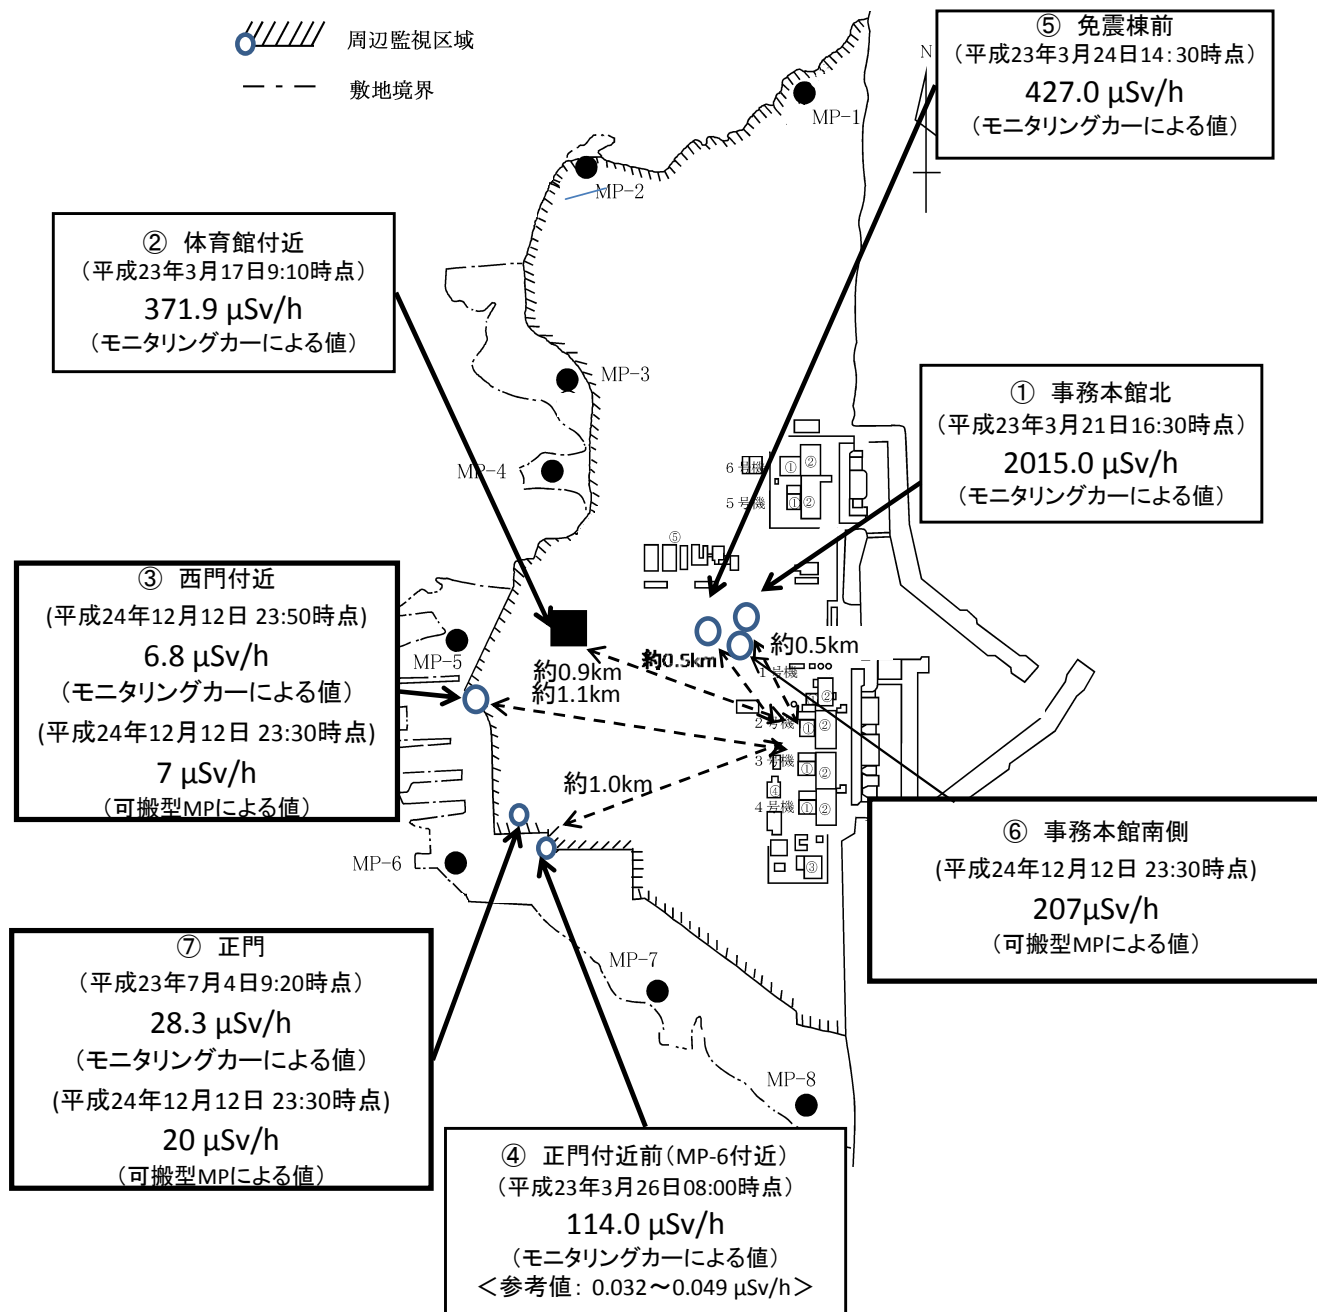 周辺監視区域
敷地境界
⑤ 免震棟前
(平成23年3月24日14:30時点)
427.0 μSv/h
(モニタリングカーによる値)
N
MP-1
MP-2
② 体育館付近
(平成23年3月17日9:10時点)
371.9 μSv/h
(モニタリングカーによる値)
MP-3
① 事務本館北
(平成23年3月21日16:30時点)
2015.0 μSv/h
(モニタリングカーによる値)
MP-4
6号機
①
②
5号機
①
②
⑤
③ 西門付近
(平成24年12月12日 23:50時点)
6.8 μSv/h
(モニタリングカーによる値)
(平成24年12月12日 23:30時点)
7 μSv/h
(可搬型MPによる値)
MP-5
約0.9km
約1.1km
約0.5km
約0.5km
1号機
②
2号機
①
②
3号機
①
②
約1.0km
④
4号機
①
②
③
MP-6
⑥ 事務本館南側
(平成24年12月12日 23:30時点)
207μSv/h
(可搬型MPによる値)
⑦ 正門
(平成23年7月4日9:20時点)
28.3 μSv/h
(モニタリングカーによる値)
(平成24年12月12日 23:30時点)
20 μSv/h
(可搬型MPによる値)
MP-7
MP-8
④ 正門付近前(MP-6付近)
(平成23年3月26日08:00時点)
114.0 μSv/h
(モニタリングカーによる値)
<参考値: 0.032~0.049 μSv/h>